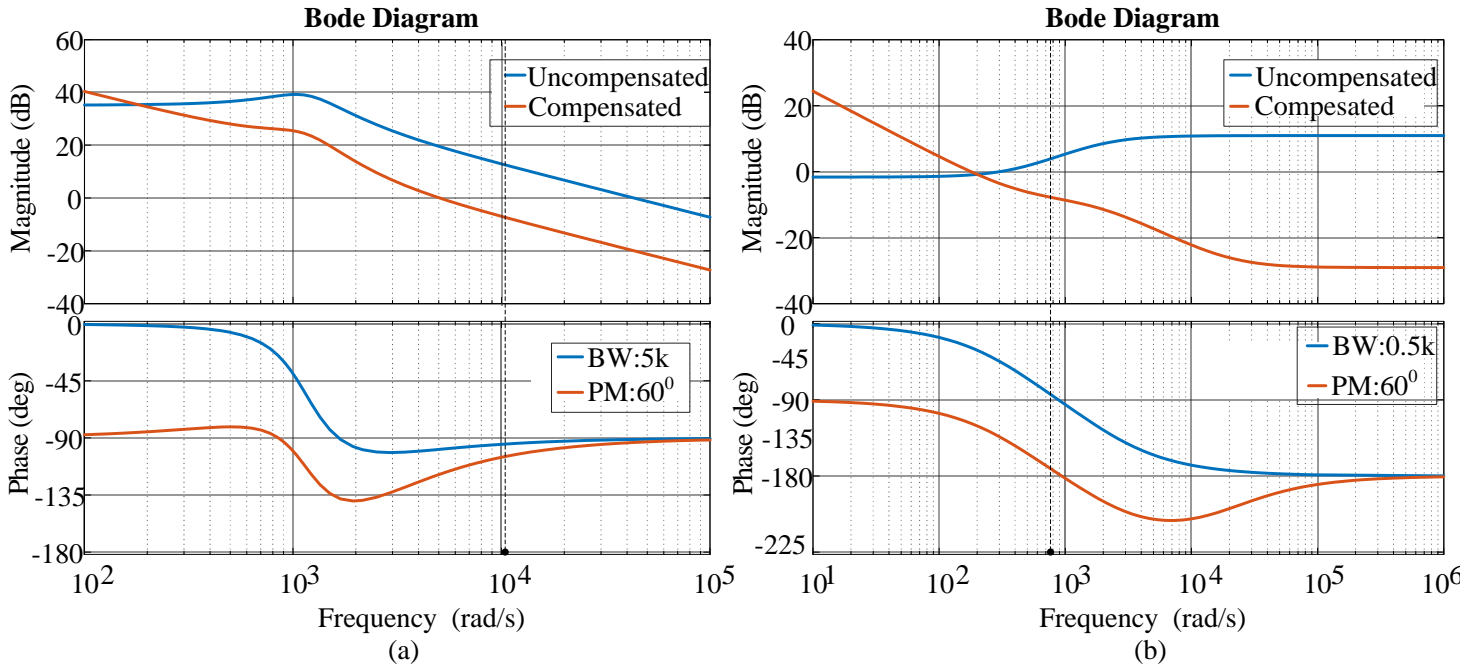 Bode Diagram
60
40
20
0
-20
-40
Magnitude (dB)
Uncompensated
Compensated
0
-45
-90
-135
-180
Phase (deg)
BW:5k
PM:60⁰
10² 10³ 10⁴ 10⁵
Frequency (rad/s)
(a)
Bode Diagram
40
20
0
-20
-40
Magnitude (dB)
Uncompensated
Compesated
0
-45
-90
-135
-180
-225
Phase (deg)
BW:0.5k
PM:60⁰
10¹ 10² 10³ 10⁴ 10⁵ 10⁶
Frequency (rad/s)
(b)